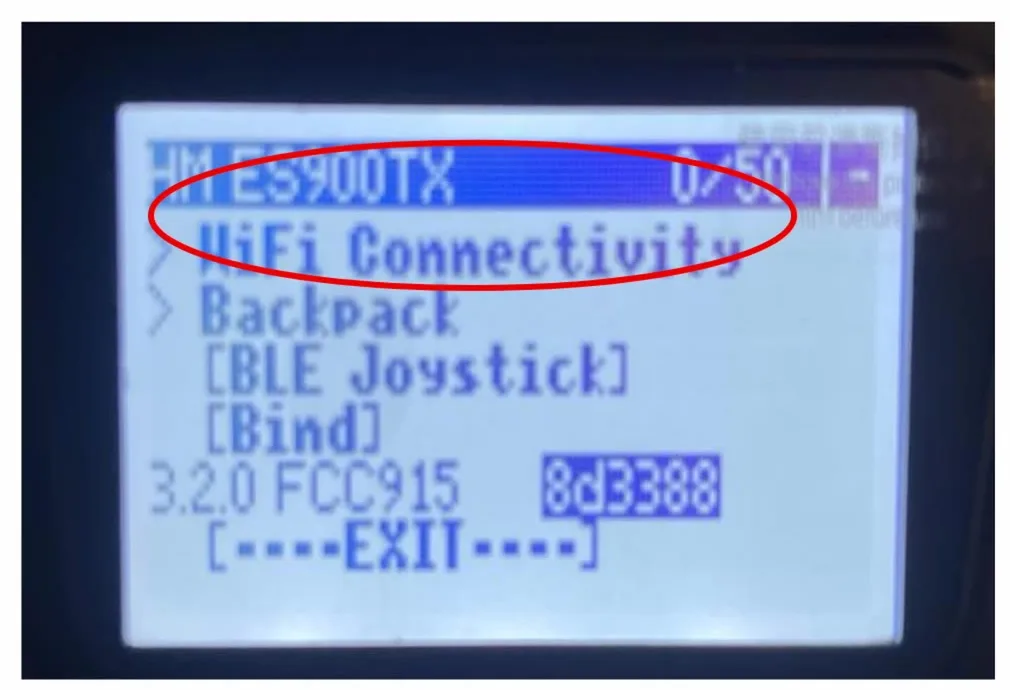 HM ES900TX 0/50 -
> WiFi Connectivity
> Backpack
[BLE Joystick]
[Bind]
3.2.0 FCC915 8d3388
[----EXIT----]